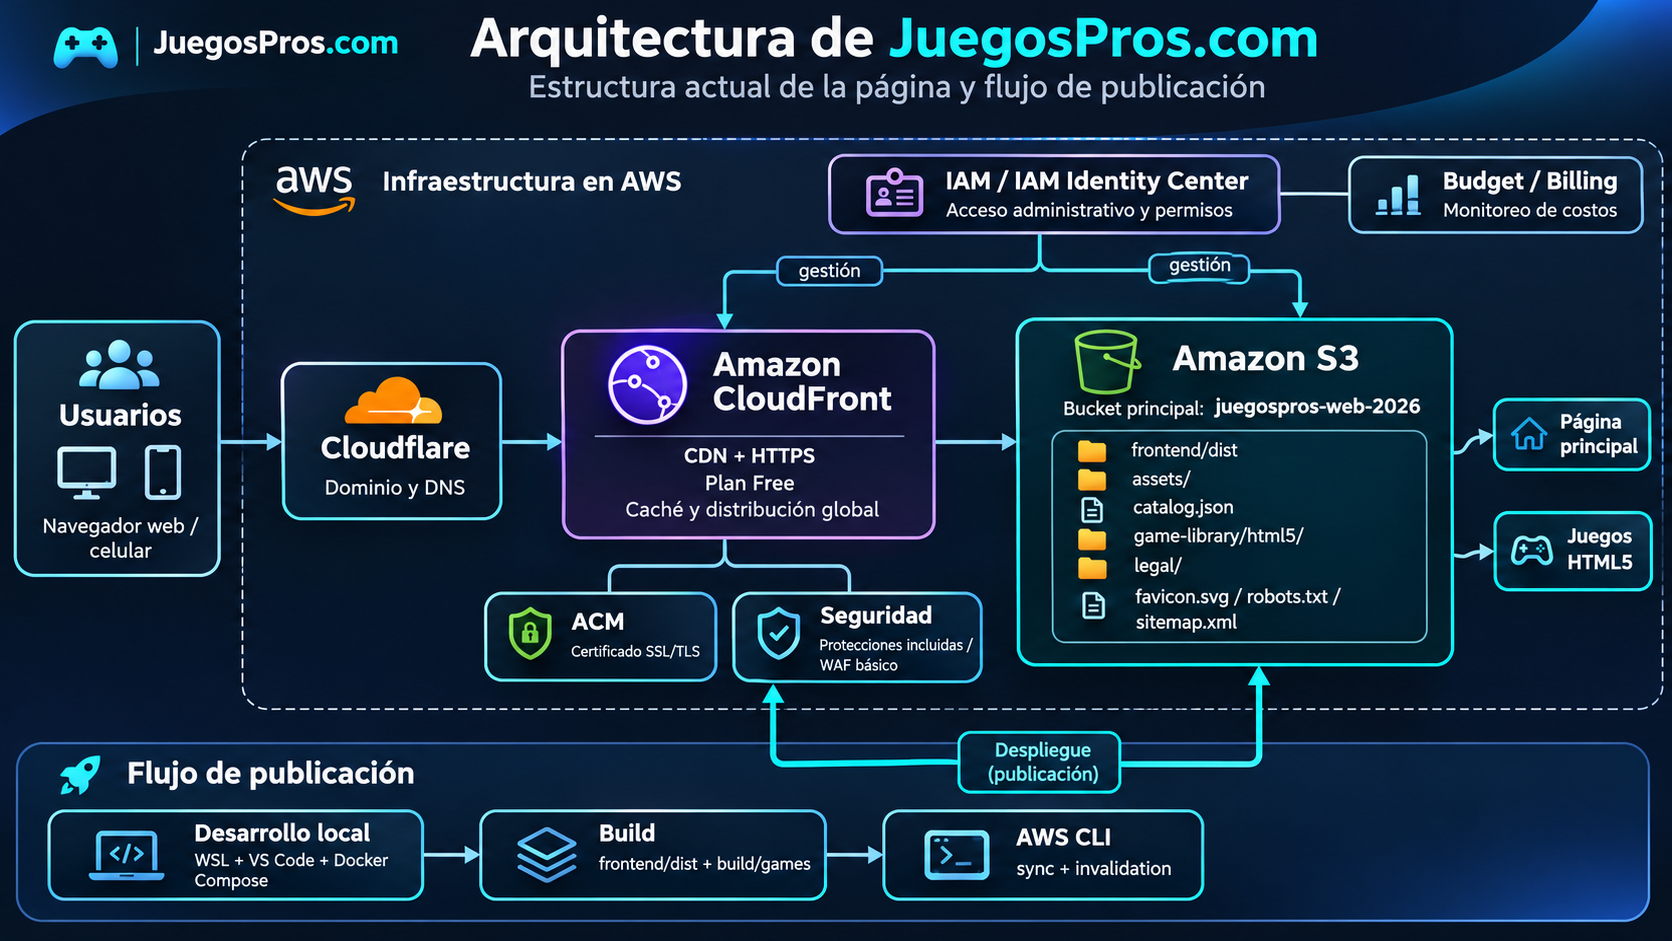 JuegosPros.com
Arquitectura de JuegosPros.com
Estructura actual de la página y flujo de publicación
aws
Infraestructura en AWS
IAM / IAM Identity Center
Acceso administrativo y permisos
Budget / Billing
Monitoreo de costos
gestión
gestión
Usuarios
Navegador web /
celular
Cloudflare
Dominio y DNS
Amazon
CloudFront
CDN + HTTPS
Plan Free
Caché y distribución global
ACM
Certificado SSL/TLS
Seguridad
Protecciones incluidas /
WAF básico
Amazon S3
Bucket principal: juegospros-web-2026
frontend/dist
assets/
catalog.json
game-library/html5/
legal/
favicon.svg / robots.txt /
sitemap.xml
Página
principal
Juegos
HTML5
Despliegue
(publicación)
Flujo de publicación
Desarrollo local
WSL + VS Code + Docker
Compose
Build
frontend/dist + build/games
AWS CLI
sync + invalidation